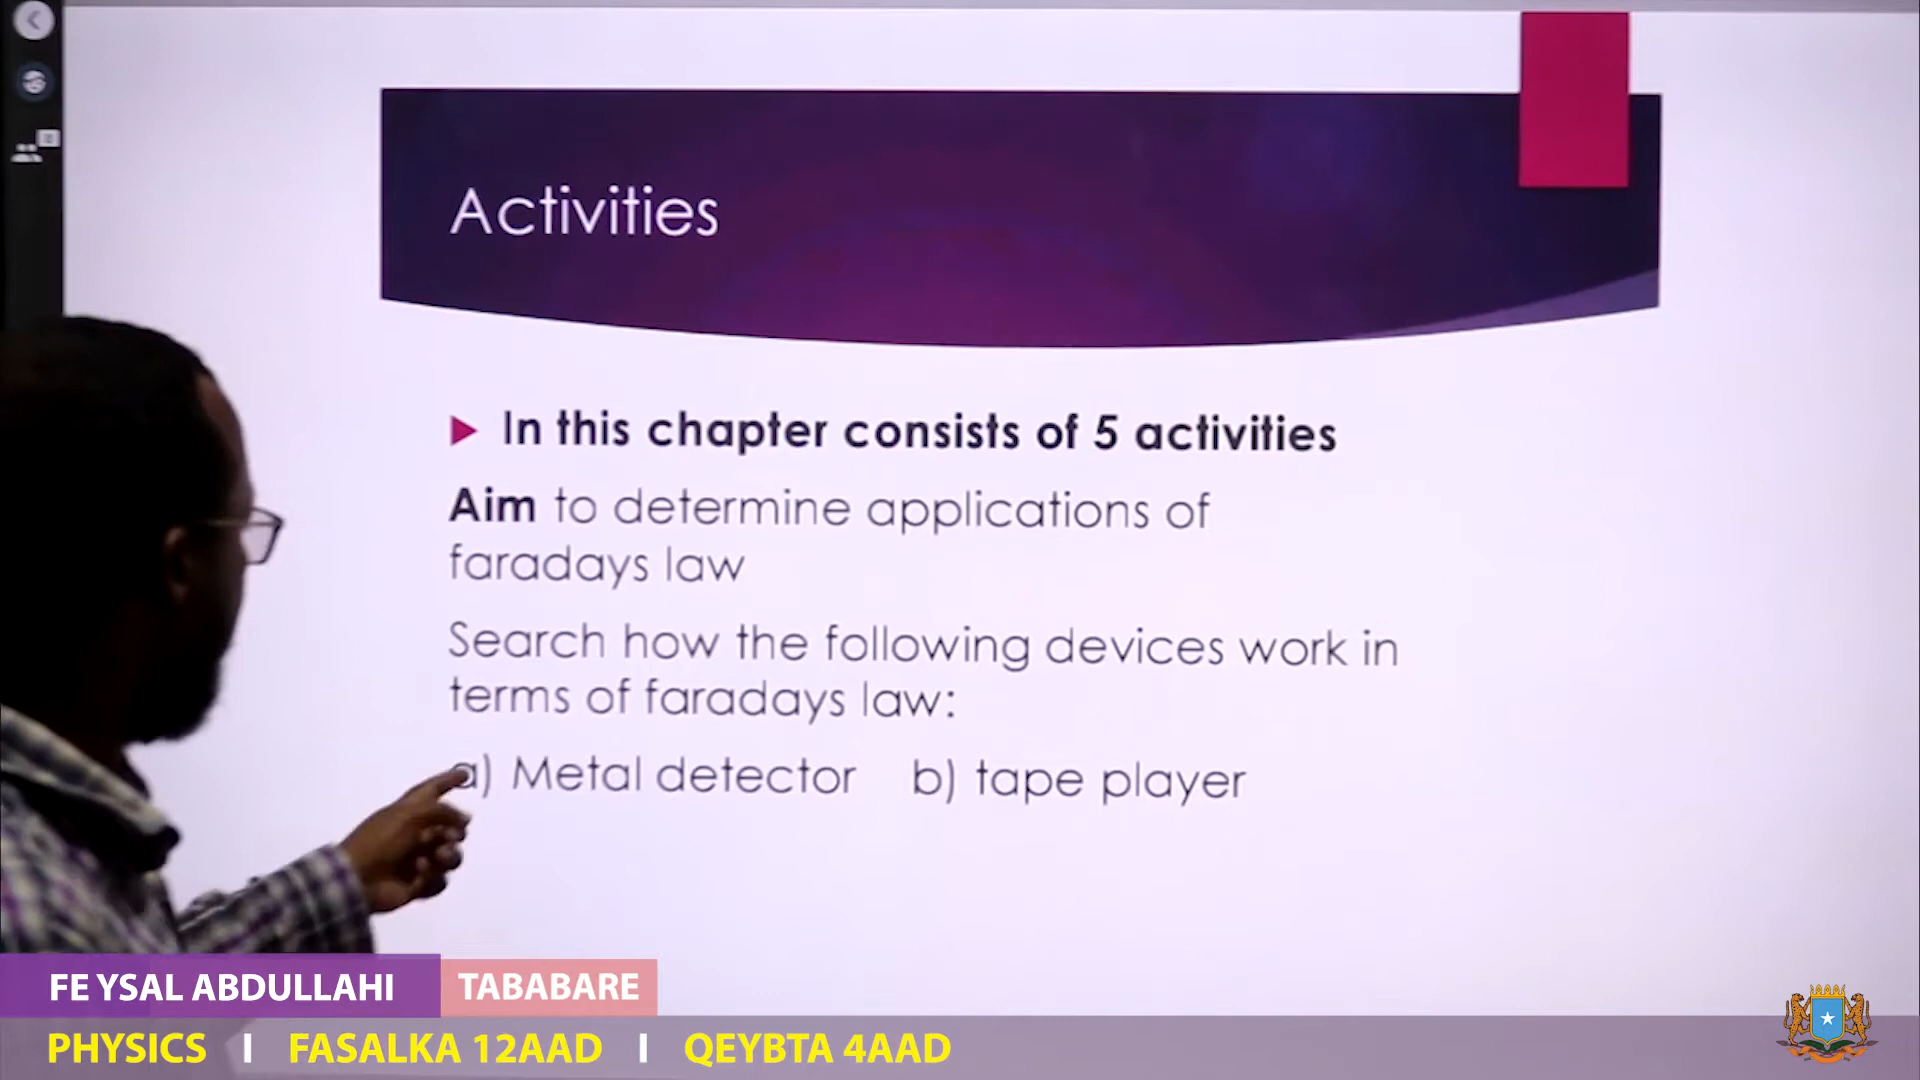 Activities
In this chapter consists of 5 activities
Aim to determine applications of
faradays law
Search how the following devices work in
terms of faradays law:
a) Metal detector b) tape player
FEYSAL ABDULLAHI
TABABARE
PHYSICS I FASALKA 12AAD I QEYBTA 4AAD